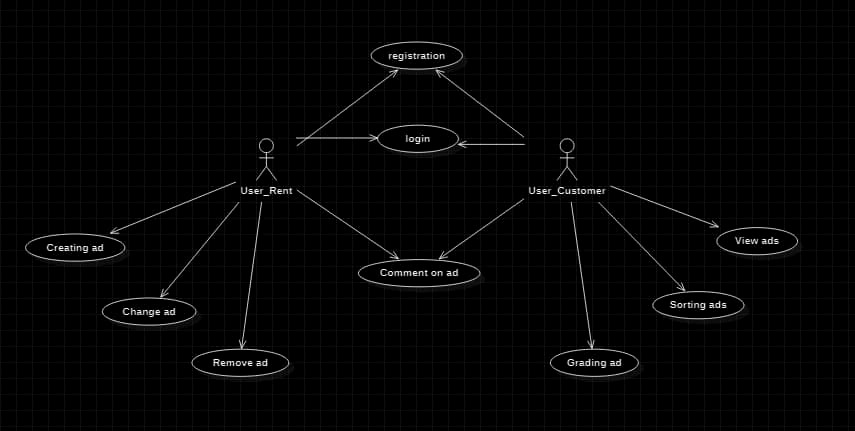 registration
login
User_Rent
User_Customer
Creating ad
View ads
Comment on ad
Change ad
Sorting ads
Remove ad
Grading ad